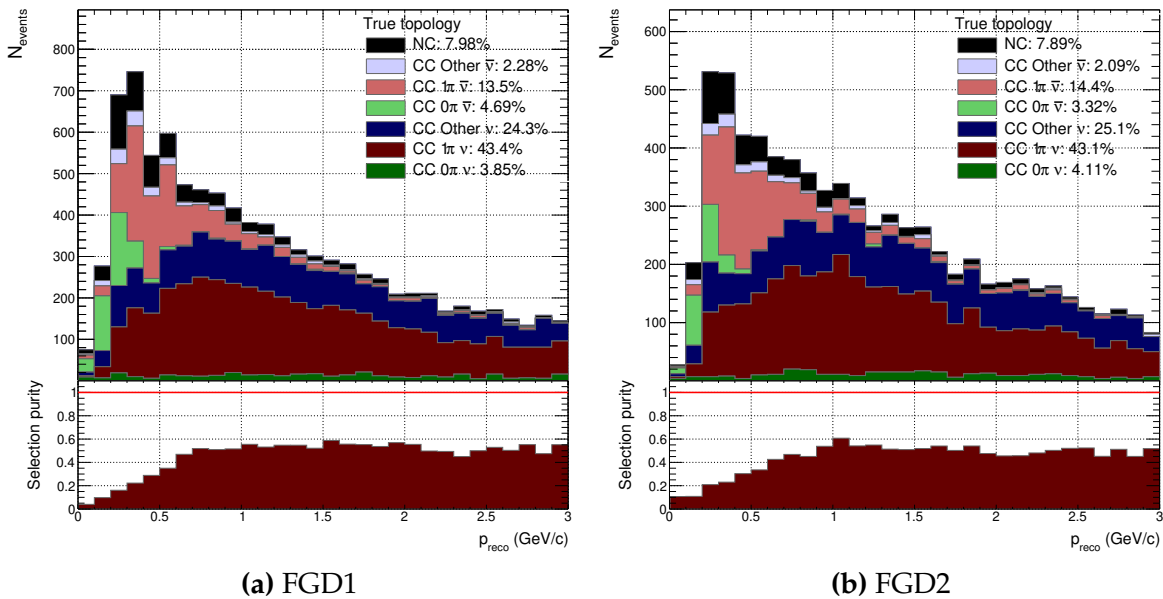 N_events
800
700
600
500
400
300
200
100
True topology
NC: 7.98%
CC Other ν̅: 2.28%
CC 1π ν̅: 13.5%
CC 0π ν̅: 4.69%
CC Other ν: 24.3%
CC 1π ν: 43.4%
CC 0π ν: 3.85%
Selection purity
1
0.8
0.6
0.4
0.2
0
0 0.5 1 1.5 2 2.5 3
p_reco (GeV/c)
(a) FGD1
N_events
600
500
400
300
200
100
True topology
NC: 7.89%
CC Other ν̅: 2.09%
CC 1π ν̅: 14.4%
CC 0π ν̅: 3.32%
CC Other ν: 25.1%
CC 1π ν: 43.1%
CC 0π ν: 4.11%
Selection purity
1
0.8
0.6
0.4
0.2
0
0 0.5 1 1.5 2 2.5 3
p_reco (GeV/c)
(b) FGD2